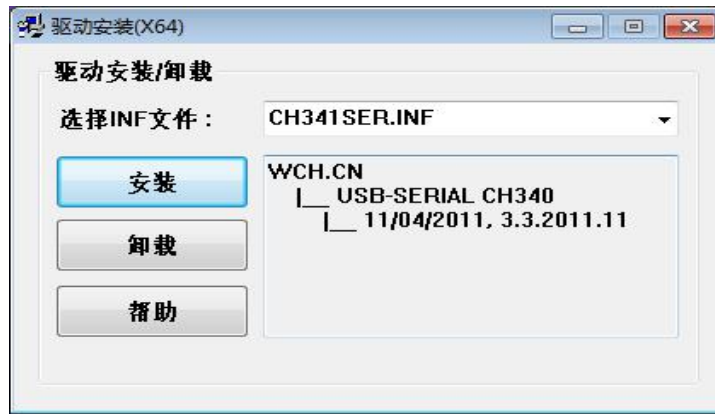 驱动安装(X64)
驱动安装/卸载
选择INF文件：
CH341SER.INF
安装
卸载
帮助
WCH.CN
|__ USB-SERIAL CH340
|__ 11/04/2011, 3.3.2011.11